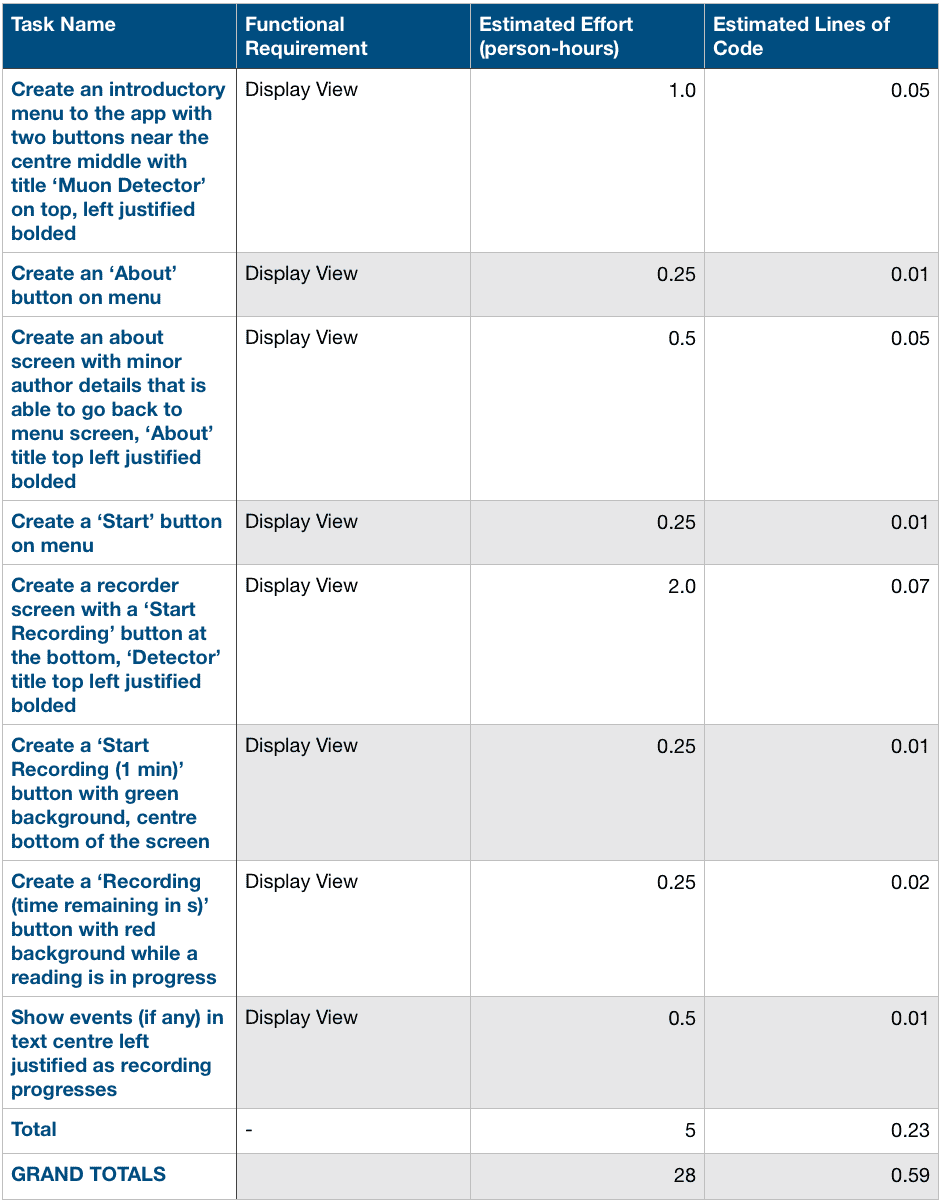 Task Name
Functional
Requirement
Estimated Effort
(person-hours)
Estimated Lines of
Code
Create an introductory
menu to the app with
two buttons near the
centre middle with
title ‘Muon Detector’
on top, left justified
bolded
Display View
1.0
0.05
Create an ‘About’
button on menu
Display View
0.25
0.01
Create an about
screen with minor
author details that is
able to go back to
menu screen, ‘About’
title top left justified
bolded
Display View
0.5
0.05
Create a ‘Start’ button
on menu
Display View
0.25
0.01
Create a recorder
screen with a ‘Start
Recording’ button at
the bottom, ‘Detector’
title top left justified
bolded
Display View
2.0
0.07
Create a ‘Start
Recording (1 min)’
button with green
background, centre
bottom of the screen
Display View
0.25
0.01
Create a ‘Recording
(time remaining in s)’
button with red
background while a
reading is in progress
Display View
0.25
0.02
Show events (if any) in
text centre left
justified as recording
progresses
Display View
0.5
0.01
Total
-
5
0.23
GRAND TOTALS
28
0.59